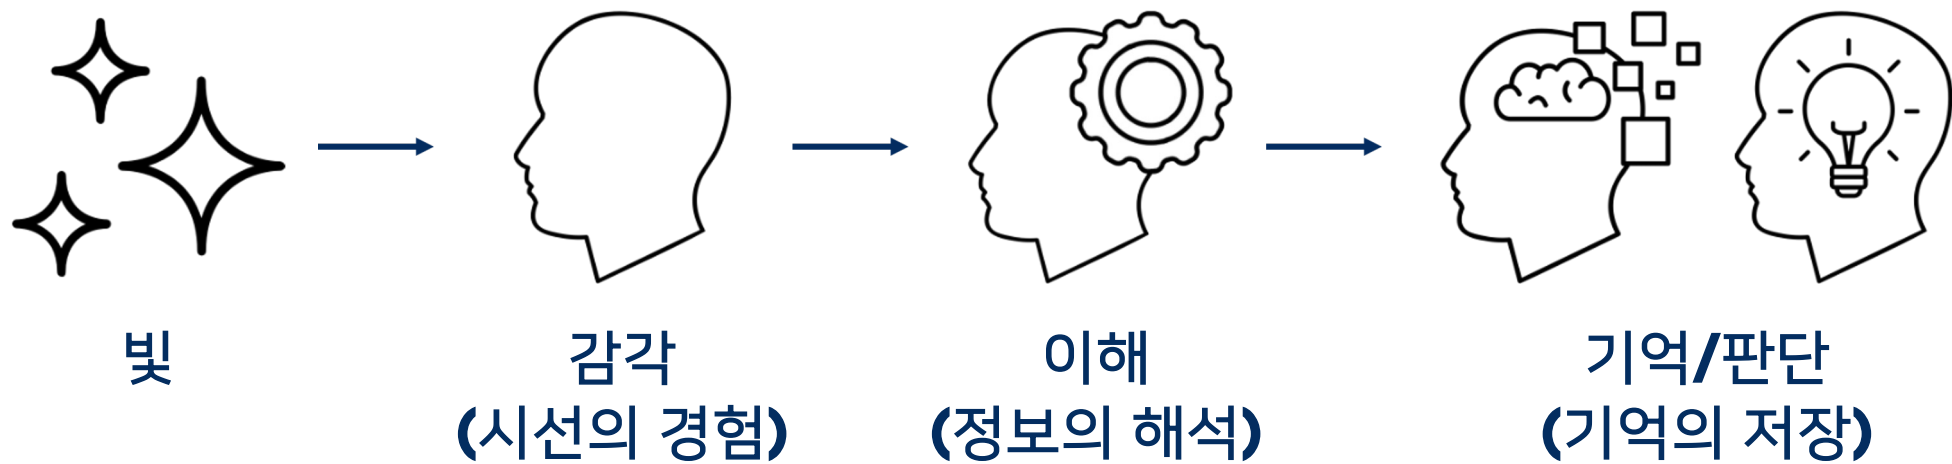 빛
감각
(시선의 경험)
이해
(정보의 해석)
기억/판단
(기억의 저장)